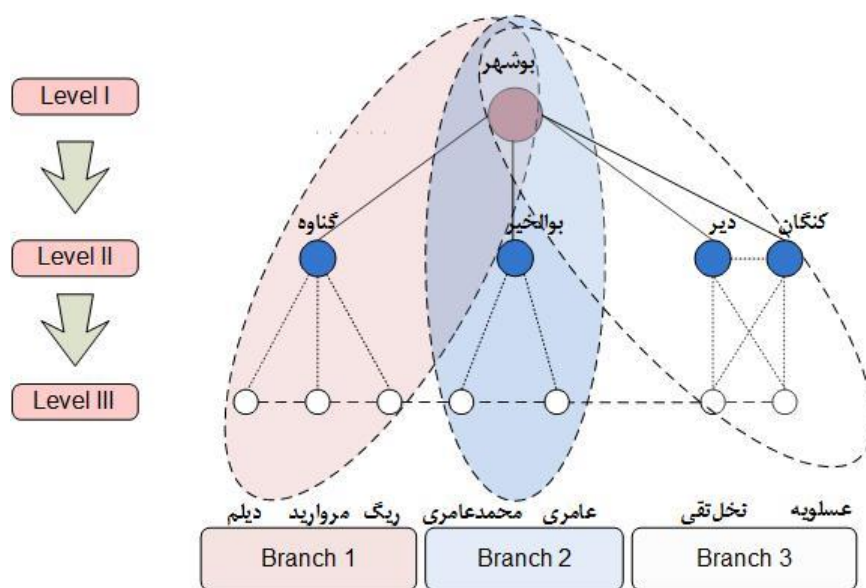 بوشهر
Level I
گناوه
بوالخیر
دیر
کنگان
Level II
Level III
دیلم
مروارید
ریگ
محمدعامری
عامری
نخل‌تقی
عسلویه
Branch 1
Branch 2
Branch 3